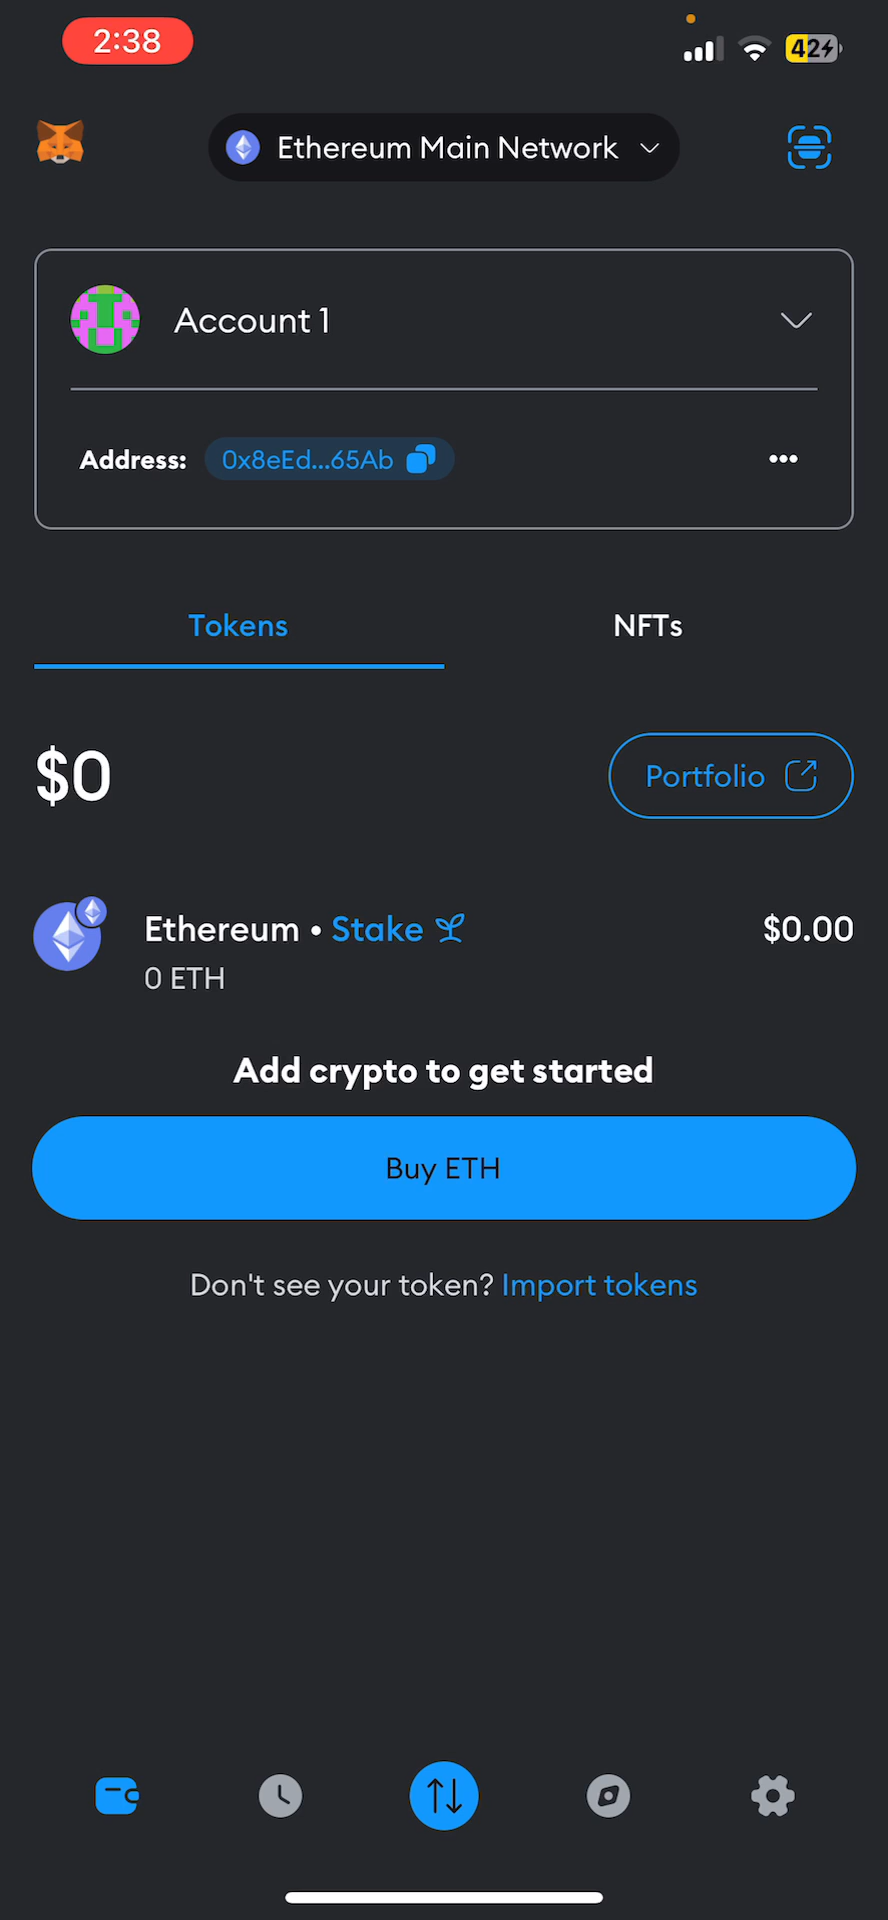 2:38
42
Ethereum Main Network
Account 1
Address: 0x8eEd...65Ab
Tokens NFTs
$0 Portfolio
Ethereum • Stake $0.00
0 ETH
Add crypto to get started
Buy ETH
Don't see your token? Import tokens